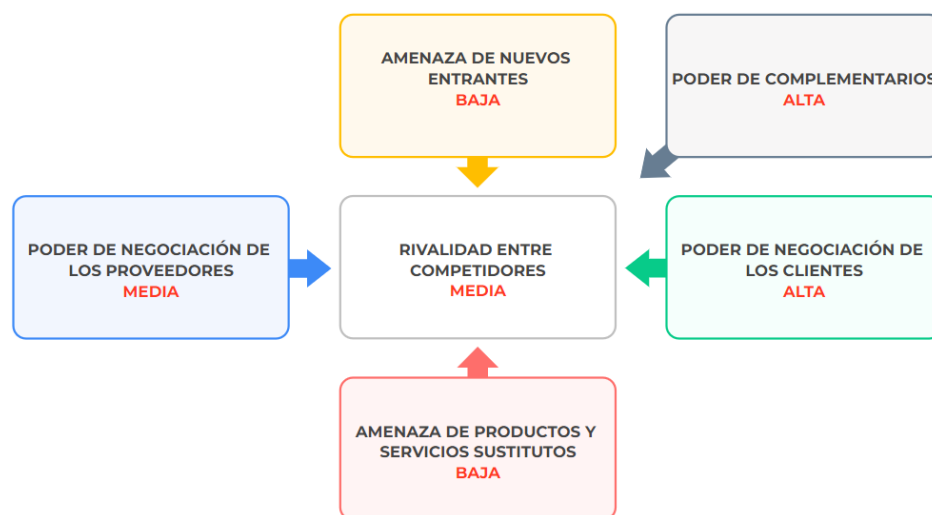 AMENAZA DE NUEVOS
ENTRANTES
BAJA
PODER DE COMPLEMENTARIOS
ALTA
PODER DE NEGOCIACIÓN DE
LOS PROVEEDORES
MEDIA
RIVALIDAD ENTRE
COMPETIDORES
MEDIA
PODER DE NEGOCIACIÓN DE
LOS CLIENTES
ALTA
AMENAZA DE PRODUCTOS Y
SERVICIOS SUSTITUTOS
BAJA